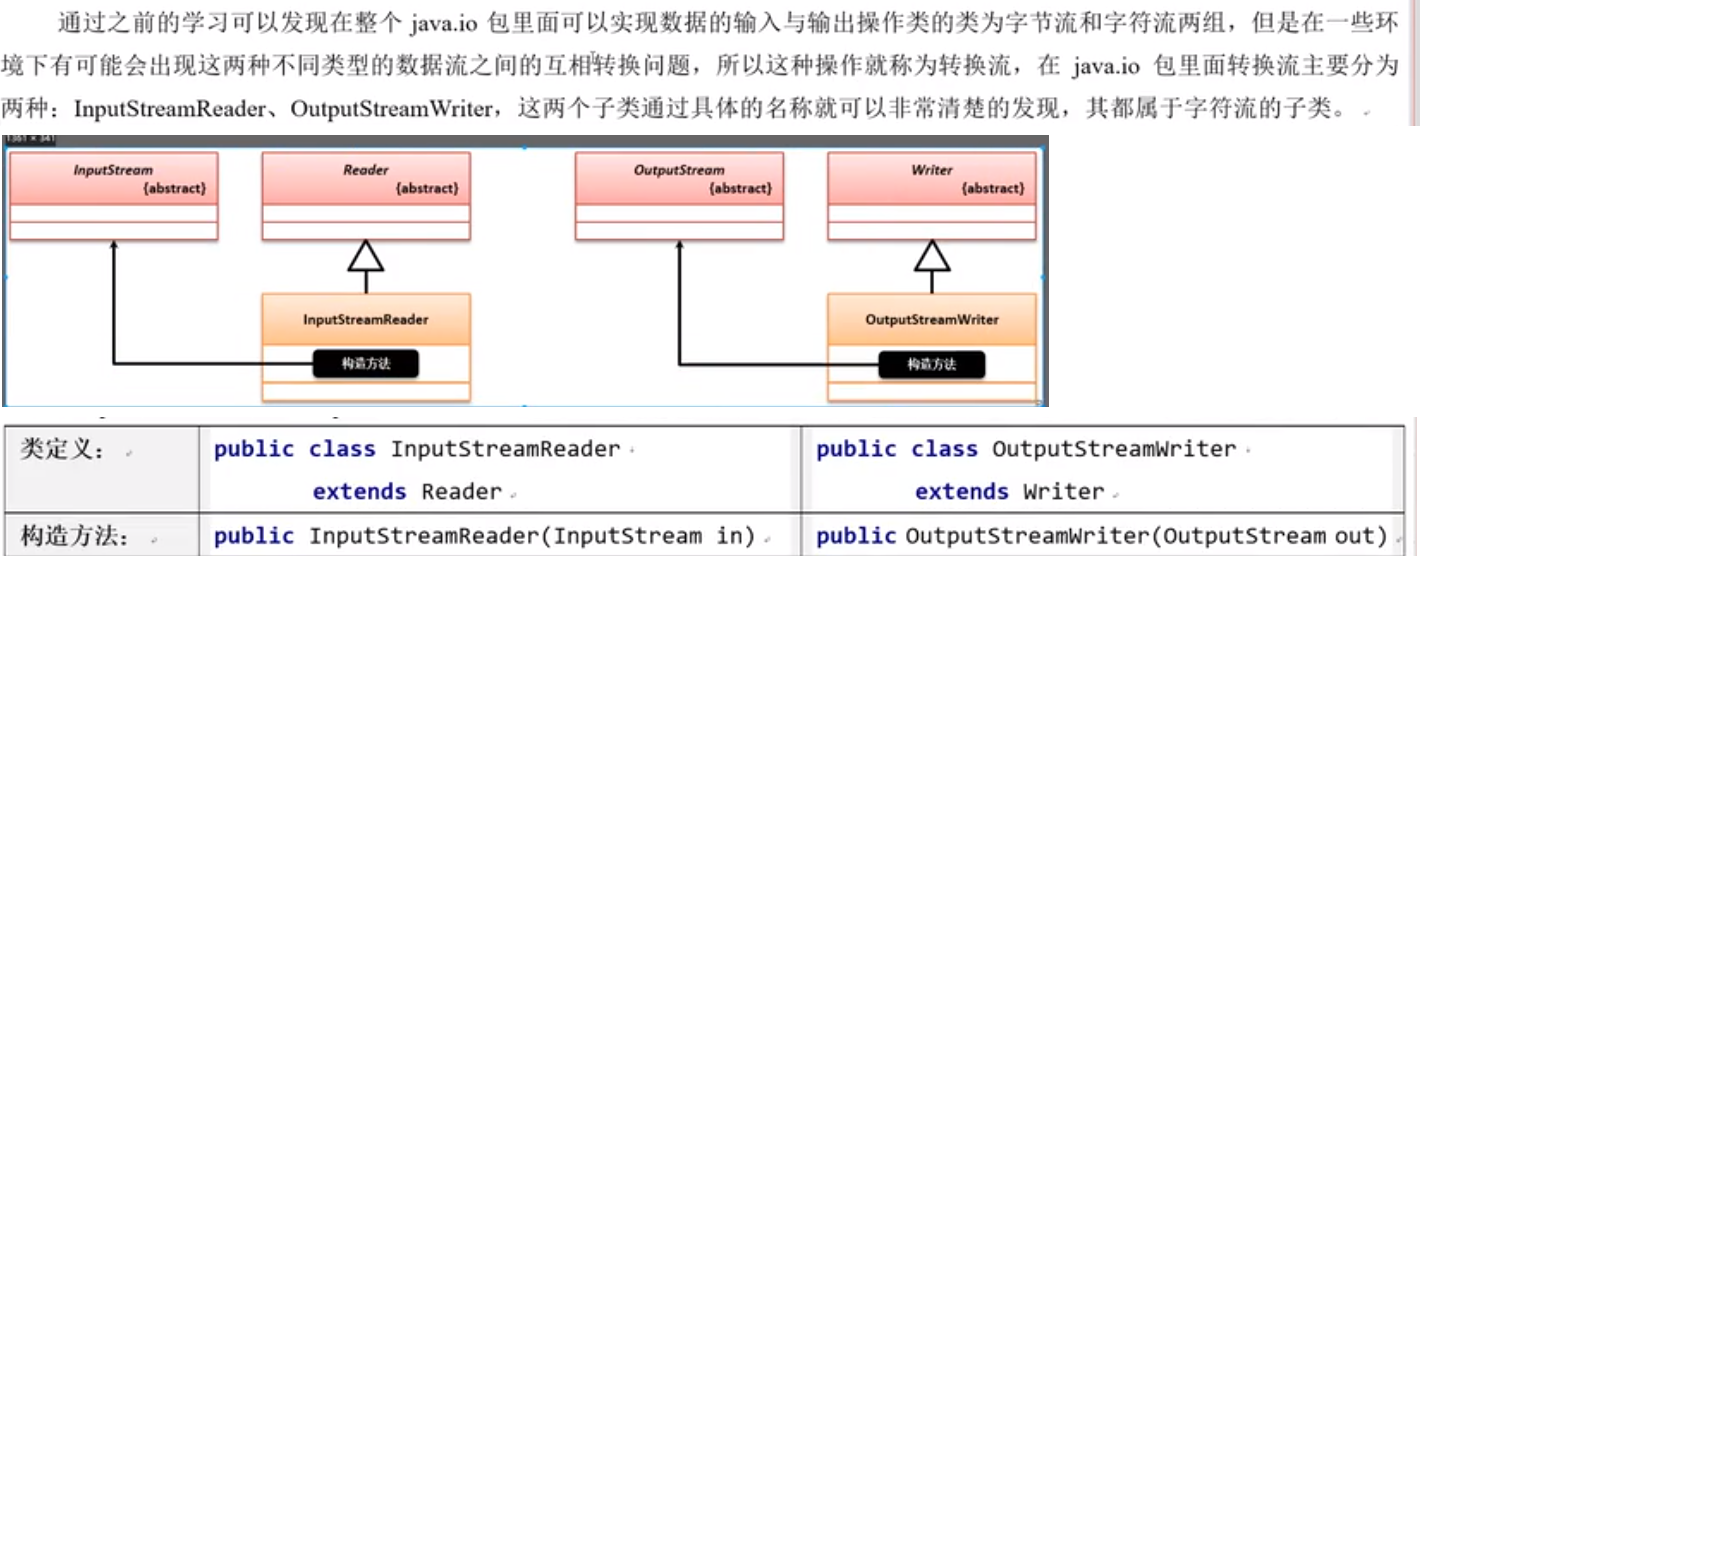 通过之前的学习可以发现在整个 java.io 包里面可以实现数据的输入与输出操作类的类为字节流和字符流两组，但是在一些环
境下有可能会出现这两种不同类型的数据流之间的互相转换问题，所以这种操作就称为转换流，在 java.io 包里面转换流主要分为
两种：InputStreamReader、OutputStreamWriter，这两个子类通过具体的名称就可以非常清楚的发现，其都属于字符流的子类。
InputStream
{abstract}
Reader
{abstract}
OutputStream
{abstract}
Writer
{abstract}
InputStreamReader
构造方法
OutputStreamWriter
构造方法
类定义：
public class InputStreamReader
extends Reader
public class OutputStreamWriter
extends Writer
构造方法：
public InputStreamReader(InputStream in)
public OutputStreamWriter(OutputStream out)